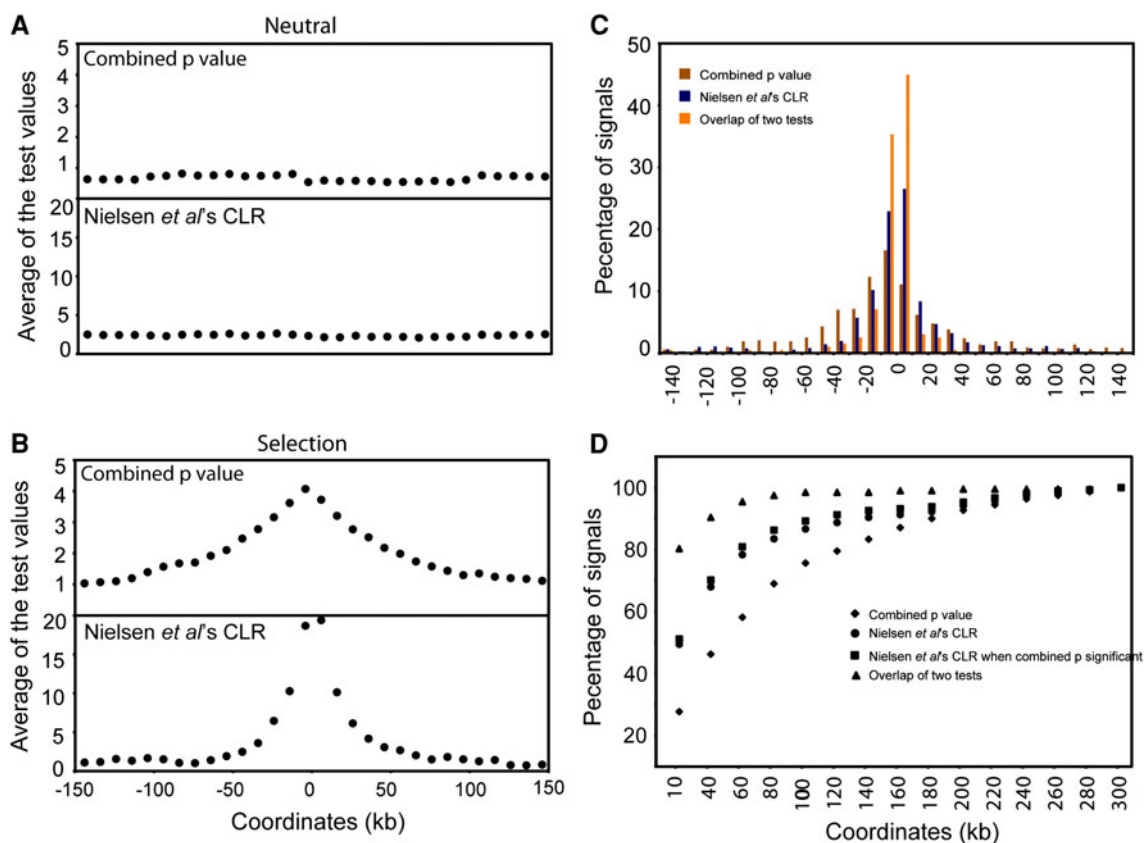 A
Neutral
Combined p value
5
4
3
2
1
Nielsen et al's CLR
20
15
10
5
0
Average of the test values
B
Selection
Combined p value
5
4
3
2
1
Nielsen et al's CLR
20
15
10
5
0
Average of the test values
-150 -100 -50 0 50 100 150
Coordinates (kb)
C
50
40
30
20
10
0
Pecentage of signals
Combined p value
Nielsen et al's CLR
Overlap of two tests
-140 -120 -100 -80 -60 -40 -20 0 20 40 60 80 100 120 140
D
100
80
60
40
20
Pecentage of signals
Combined p value
Nielsen et al's CLR
Nielsen et al's CLR when combined p significant
Overlap of two tests
10 40 60 80 100 120 140 160 180 200 220 240 260 280 300
Coordinates (kb)